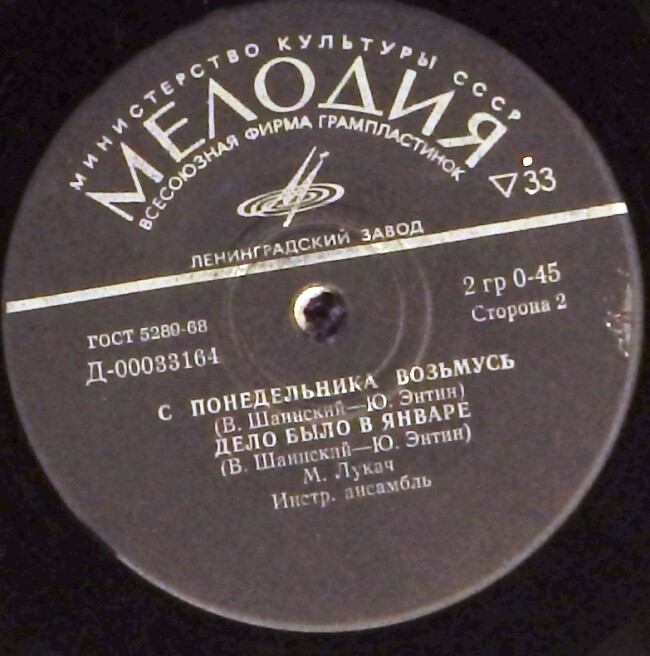 МИНИСТЕРСТВО КУЛЬТУРЫ СССР
МЕЛОДИЯ
ВСЕСОЮЗНАЯ ФИРМА ГРАМПЛАСТИНОК
33
ЛЕНИНГРАДСКИЙ ЗАВОД
ГОСТ 5289-68
Д-00033164
2 гр 0-45
Сторона 2
С ПОНЕДЕЛЬНИКА ВОЗЬМУСЬ
(В. Шаинский—Ю. Энтин)
ДЕЛО БЫЛО В ЯНВАРЕ
(В. Шаинский—Ю. Энтин)
М. Лукач
Инстр. ансамбль